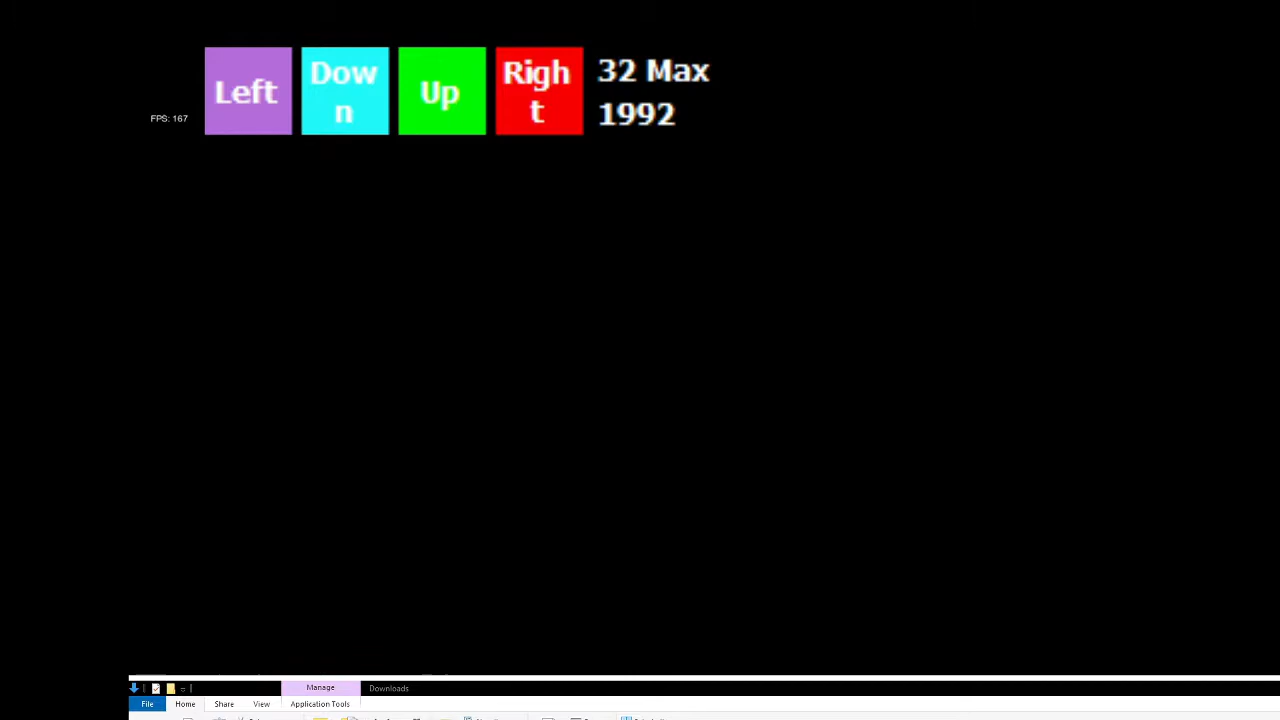 Left
Dow
n
Up
Righ
t
32 Max
1992
FPS: 167
Manage
Downloads
File
Home
Share
View
Application Tools